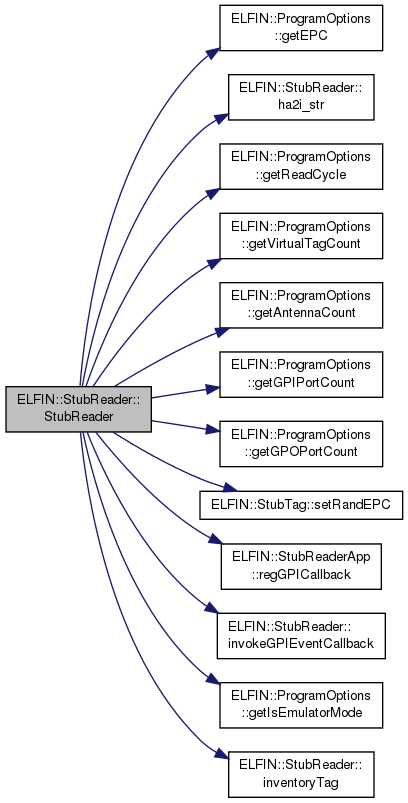 ELFIN::ProgramOptions
::getEPC
ELFIN::StubReader::
ha2i_str
ELFIN::ProgramOptions
::getReadCycle
ELFIN::ProgramOptions
::getVirtualTagCount
ELFIN::ProgramOptions
::getAntennaCount
ELFIN::ProgramOptions
::getGPIPortCount
ELFIN::StubReader::
StubReader
ELFIN::ProgramOptions
::getGPOPortCount
ELFIN::StubTag::setRandEPC
ELFIN::StubReaderApp
::regGPICallback
ELFIN::StubReader::
invokeGPIEventCallback
ELFIN::ProgramOptions
::getIsEmulatorMode
ELFIN::StubReader::
inventoryTag